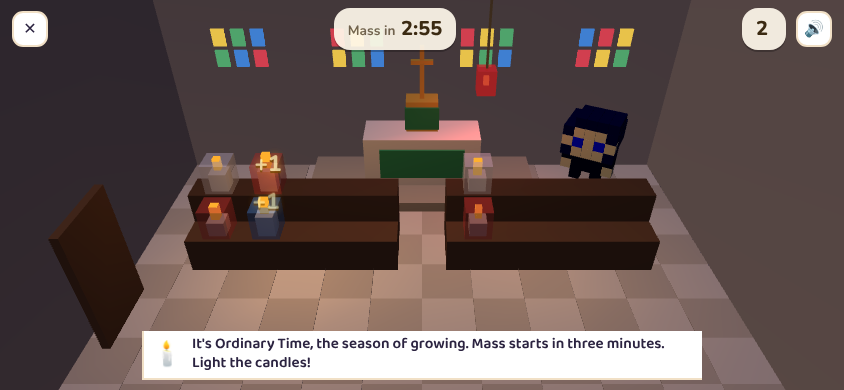 Mass in 2:55
2
+1
+1
It's Ordinary Time, the season of growing. Mass starts in three minutes.
Light the candles!